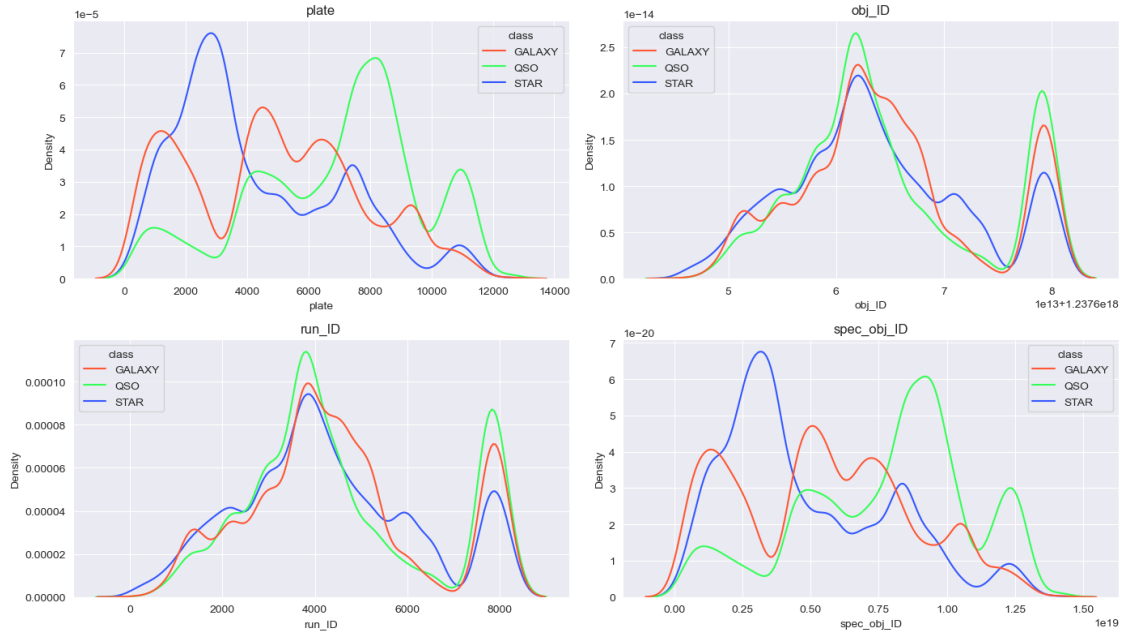 plate
1e−5
class
GALAXY
QSO
STAR
7
6
5
4
3
2
1
0
Density
0 2000 4000 6000 8000 10000 12000 14000
plate
obj_ID
1e−14
class
GALAXY
QSO
STAR
2.5
2.0
1.5
1.0
0.5
0.0
Density
5 6 7 8
1e13+1.2376e18
obj_ID
run_ID
class
GALAXY
QSO
STAR
0.00010
0.00008
0.00006
0.00004
0.00002
0.00000
Density
0 2000 4000 6000 8000
run_ID
spec_obj_ID
1e−20
class
GALAXY
QSO
STAR
7
6
5
4
3
2
1
0
Density
0.00 0.25 0.50 0.75 1.00 1.25 1.50
1e19
spec_obj_ID